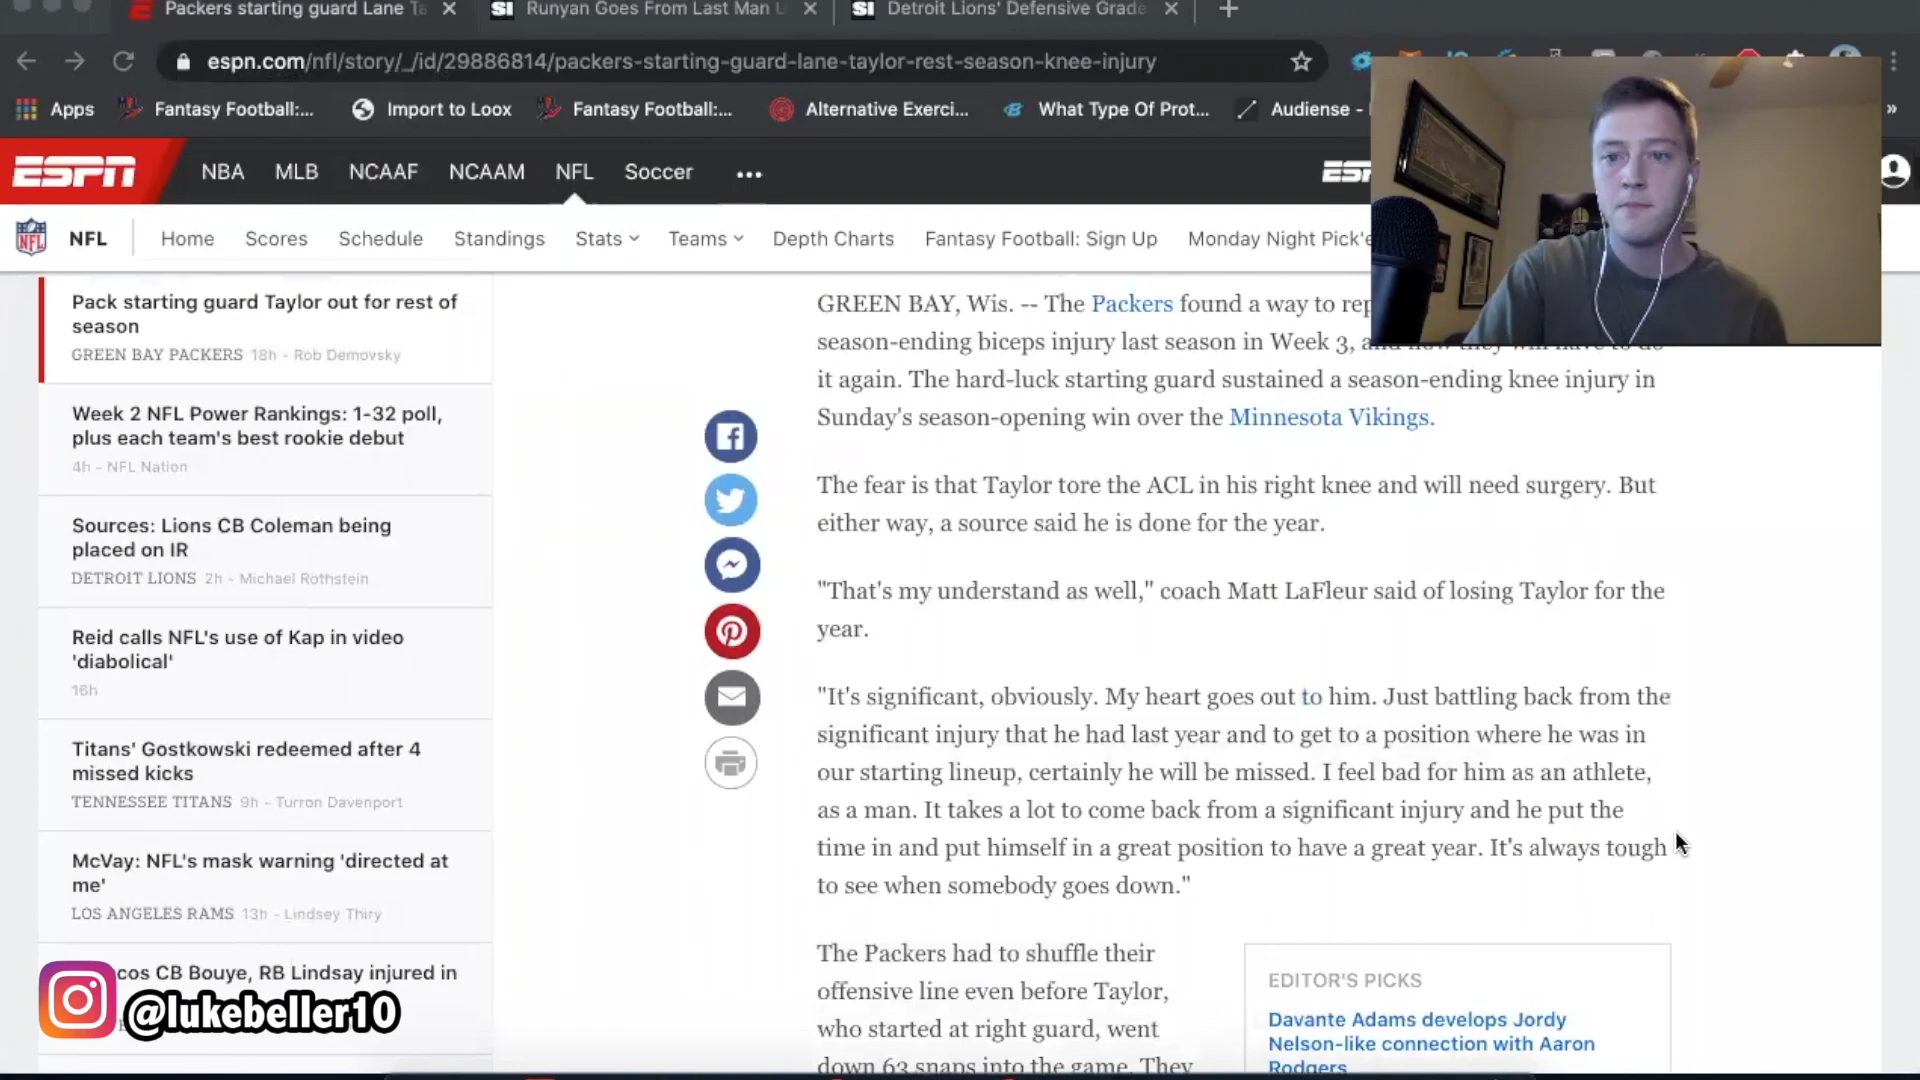 Packers starting guard Lane Ta
Runyan Goes From Last Man U
Detroit Lions' Defensive Grade
espn.com/nfl/story/_/id/29886814/packers-starting-guard-lane-taylor-rest-season-knee-injury
Apps
Fantasy Football:...
Import to Loox
Fantasy Football:...
Alternative Exerci...
What Type Of Prot...
Audiense -
ESPN
NBA
MLB
NCAAF
NCAAM
NFL
Soccer
NFL
Home
Scores
Schedule
Standings
Stats
Teams
Depth Charts
Fantasy Football: Sign Up
Monday Night Pick'e
Pack starting guard Taylor out for rest of
season
GREEN BAY PACKERS 18h - Rob Demovsky
Week 2 NFL Power Rankings: 1-32 poll,
plus each team's best rookie debut
4h - NFL Nation
Sources: Lions CB Coleman being
placed on IR
DETROIT LIONS 2h - Michael Rothstein
Reid calls NFL's use of Kap in video
'diabolical'
16h
Titans' Gostkowski redeemed after 4
missed kicks
TENNESSEE TITANS 9h - Turron Davenport
McVay: NFL's mask warning 'directed at
me'
LOS ANGELES RAMS 13h - Lindsey Thiry
cos CB Bouye, RB Lindsay injured in
@lukebeller10
GREEN BAY, Wis. -- The Packers found a way to rep
season-ending biceps injury last season in Week 3, and now they will have to do
it again. The hard-luck starting guard sustained a season-ending knee injury in
Sunday's season-opening win over the Minnesota Vikings.
The fear is that Taylor tore the ACL in his right knee and will need surgery. But
either way, a source said he is done for the year.
"That's my understand as well," coach Matt LaFleur said of losing Taylor for the
year.
"It's significant, obviously. My heart goes out to him. Just battling back from the
significant injury that he had last year and to get to a position where he was in
our starting lineup, certainly he will be missed. I feel bad for him as an athlete,
as a man. It takes a lot to come back from a significant injury and he put the
time in and put himself in a great position to have a great year. It's always tough
to see when somebody goes down."
The Packers had to shuffle their
offensive line even before Taylor,
who started at right guard, went
down 63 snaps into the game. They
EDITOR'S PICKS
Davante Adams develops Jordy
Nelson-like connection with Aaron
Rodgers